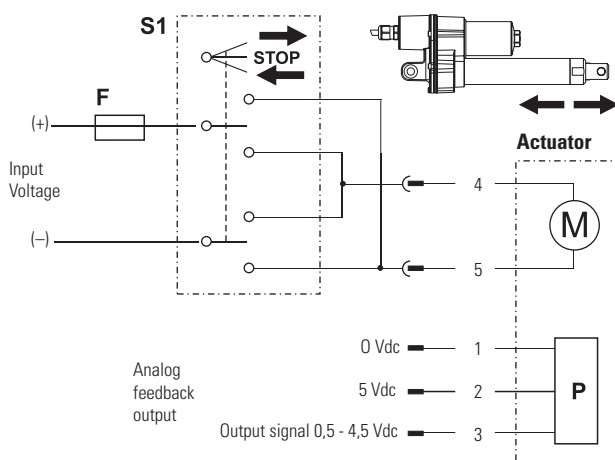 S1
STOP
F
(+)
Input
Voltage
(–)
Actuator
4
M
5
Analog
feedback
output
0 Vdc
1
5 Vdc
2
P
Output signal 0,5 - 4,5 Vdc
3